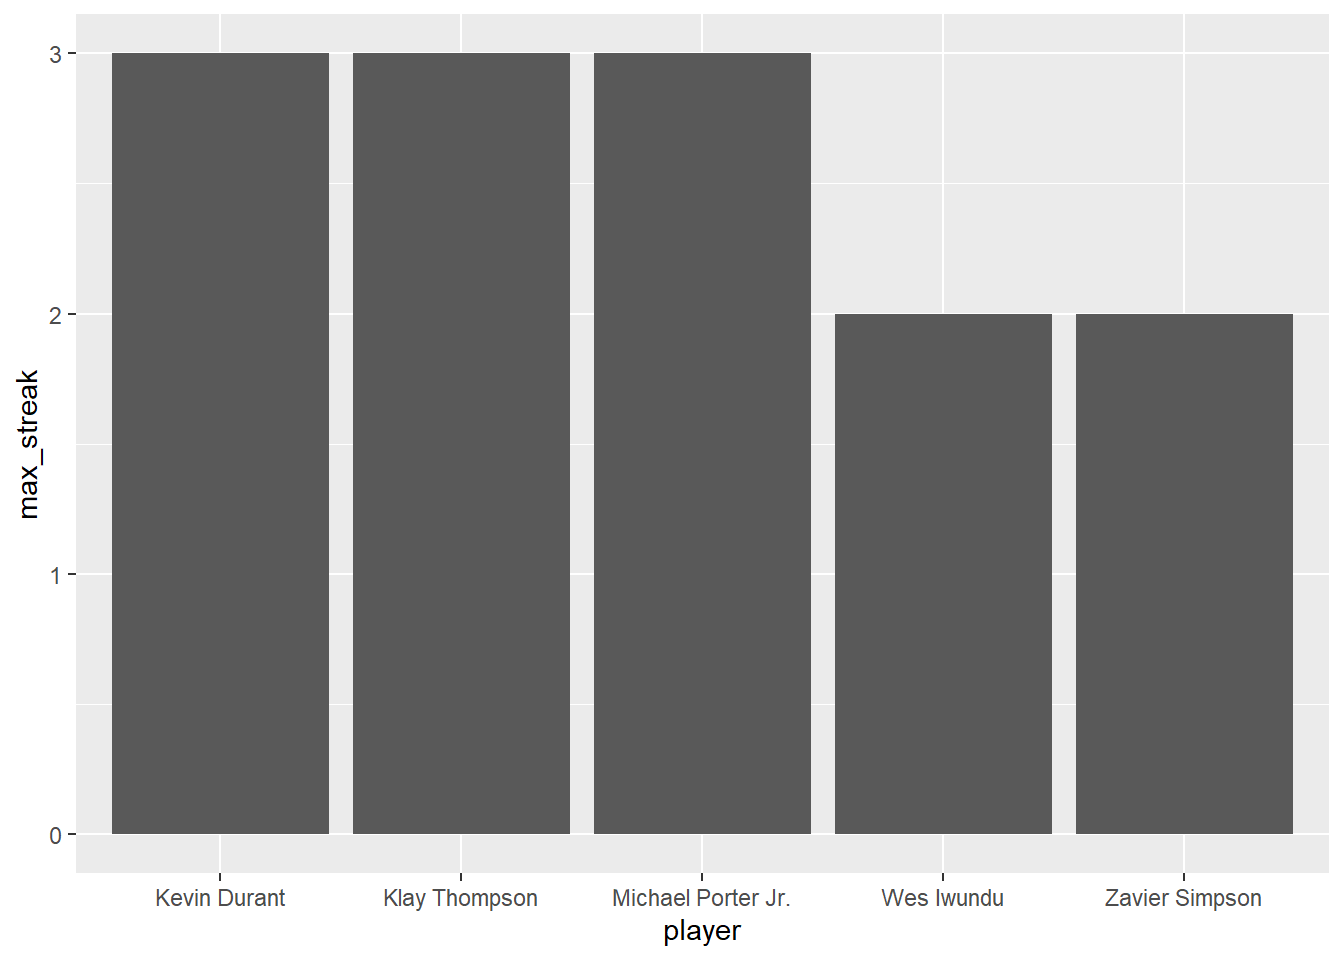 3
2
1
0
max_streak
Kevin Durant
Klay Thompson
Michael Porter Jr.
Wes Iwundu
Zavier Simpson
player